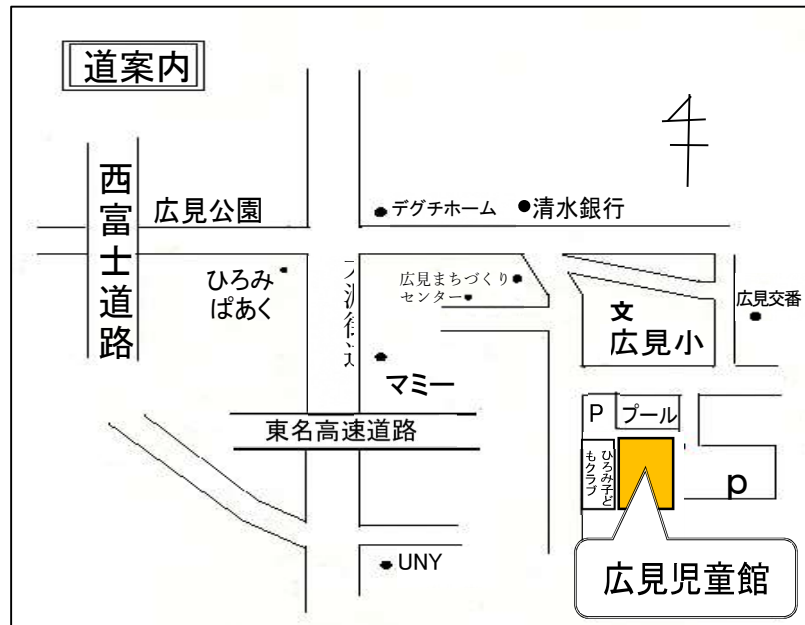 道案内
西富士道路
広見公園
デグチホーム
清水銀行
ひろみ
ぱあく
広見まちづくり
センター
文
広見小
広見交番
マミー
東名高速道路
P
プール
ひろみ子ど
もクラブ
p
UNY
広見児童館